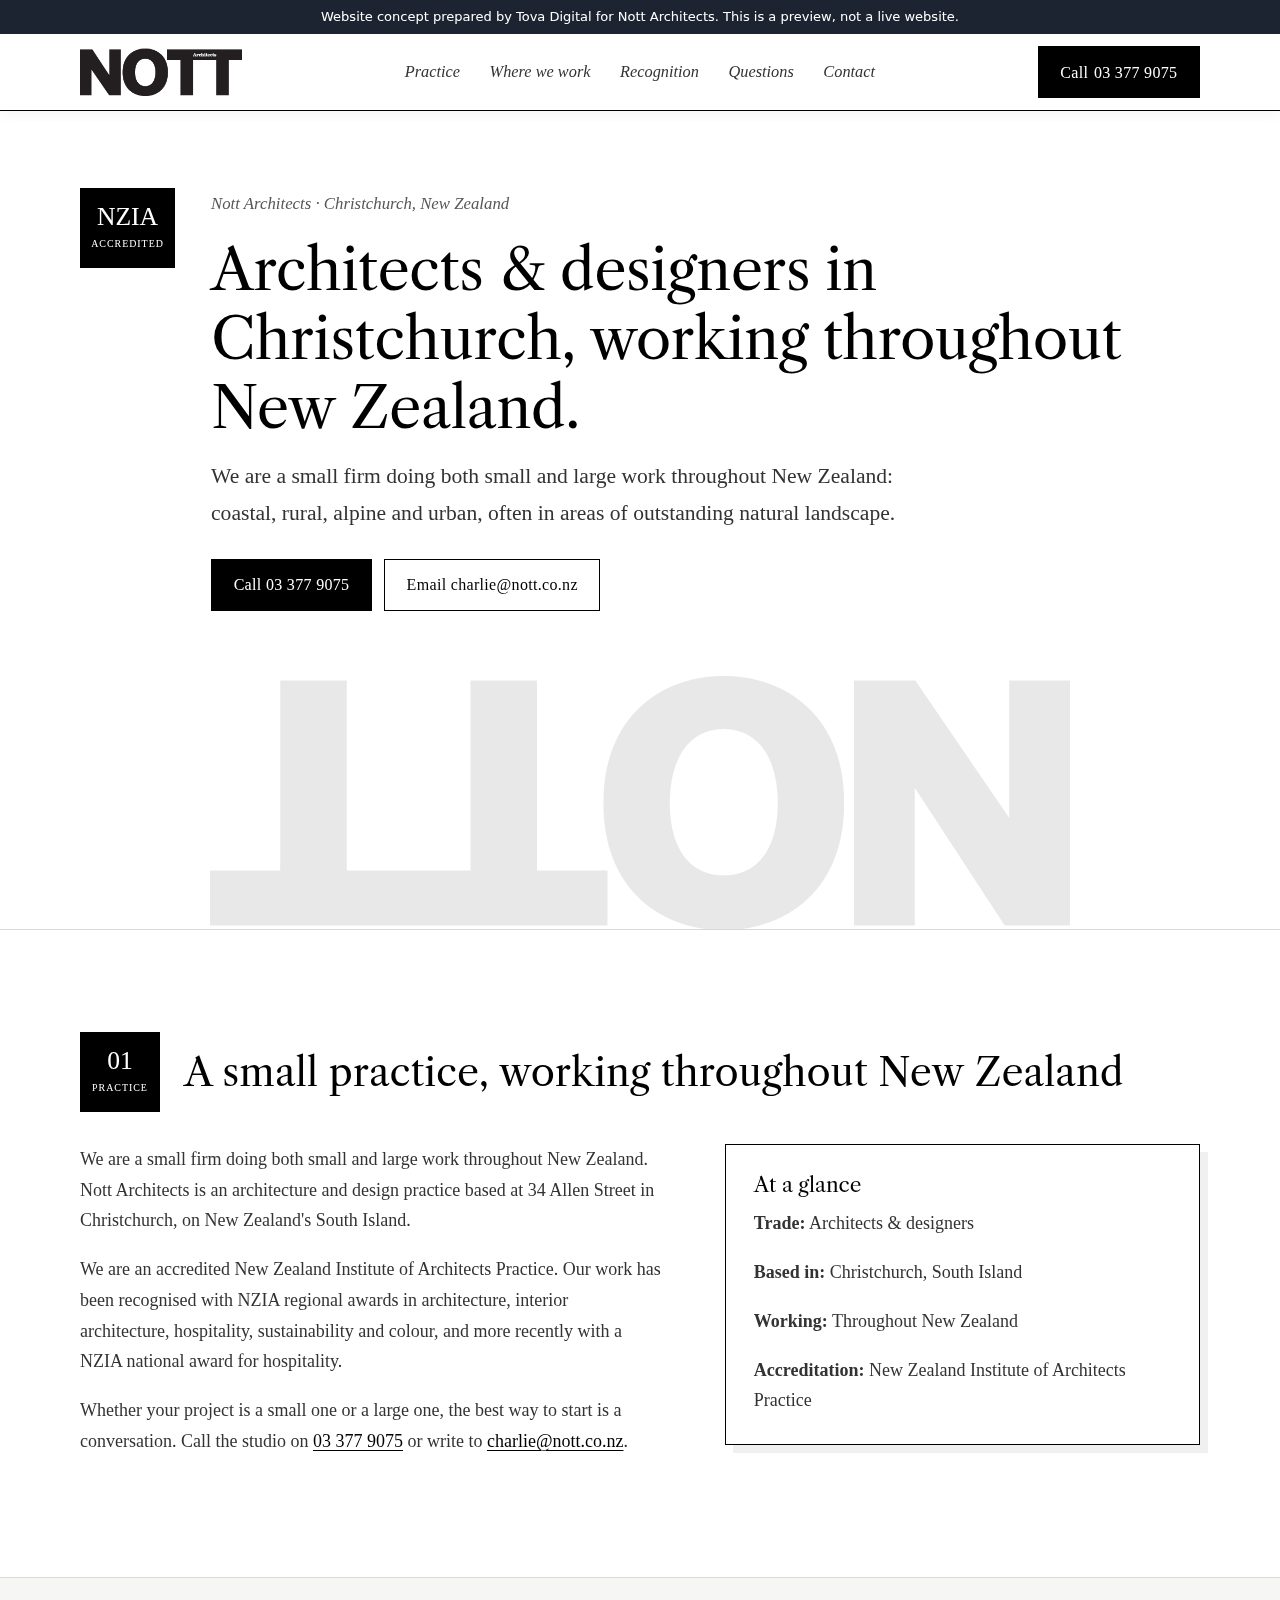 Website concept prepared by Tova Digital for Nott Architects. This is a preview, not a live website.
NOTT Architects
Practice Where we work Recognition Questions Contact
Call 03 377 9075
NZIA
ACCREDITED
Nott Architects · Christchurch, New Zealand
Architects & designers in
Christchurch, working throughout
New Zealand.
We are a small firm doing both small and large work throughout New Zealand:
coastal, rural, alpine and urban, often in areas of outstanding natural landscape.
Call 03 377 9075
Email charlie@nott.co.nz
NOTT
01
PRACTICE
A small practice, working throughout New Zealand
We are a small firm doing both small and large work throughout New Zealand.
Nott Architects is an architecture and design practice based at 34 Allen Street in
Christchurch, on New Zealand's South Island.
We are an accredited New Zealand Institute of Architects Practice. Our work has
been recognised with NZIA regional awards in architecture, interior
architecture, hospitality, sustainability and colour, and more recently with a
NZIA national award for hospitality.
Whether your project is a small one or a large one, the best way to start is a
conversation. Call the studio on 03 377 9075 or write to charlie@nott.co.nz.
At a glance
Trade: Architects & designers
Based in: Christchurch, South Island
Working: Throughout New Zealand
Accreditation: New Zealand Institute of Architects
Practice